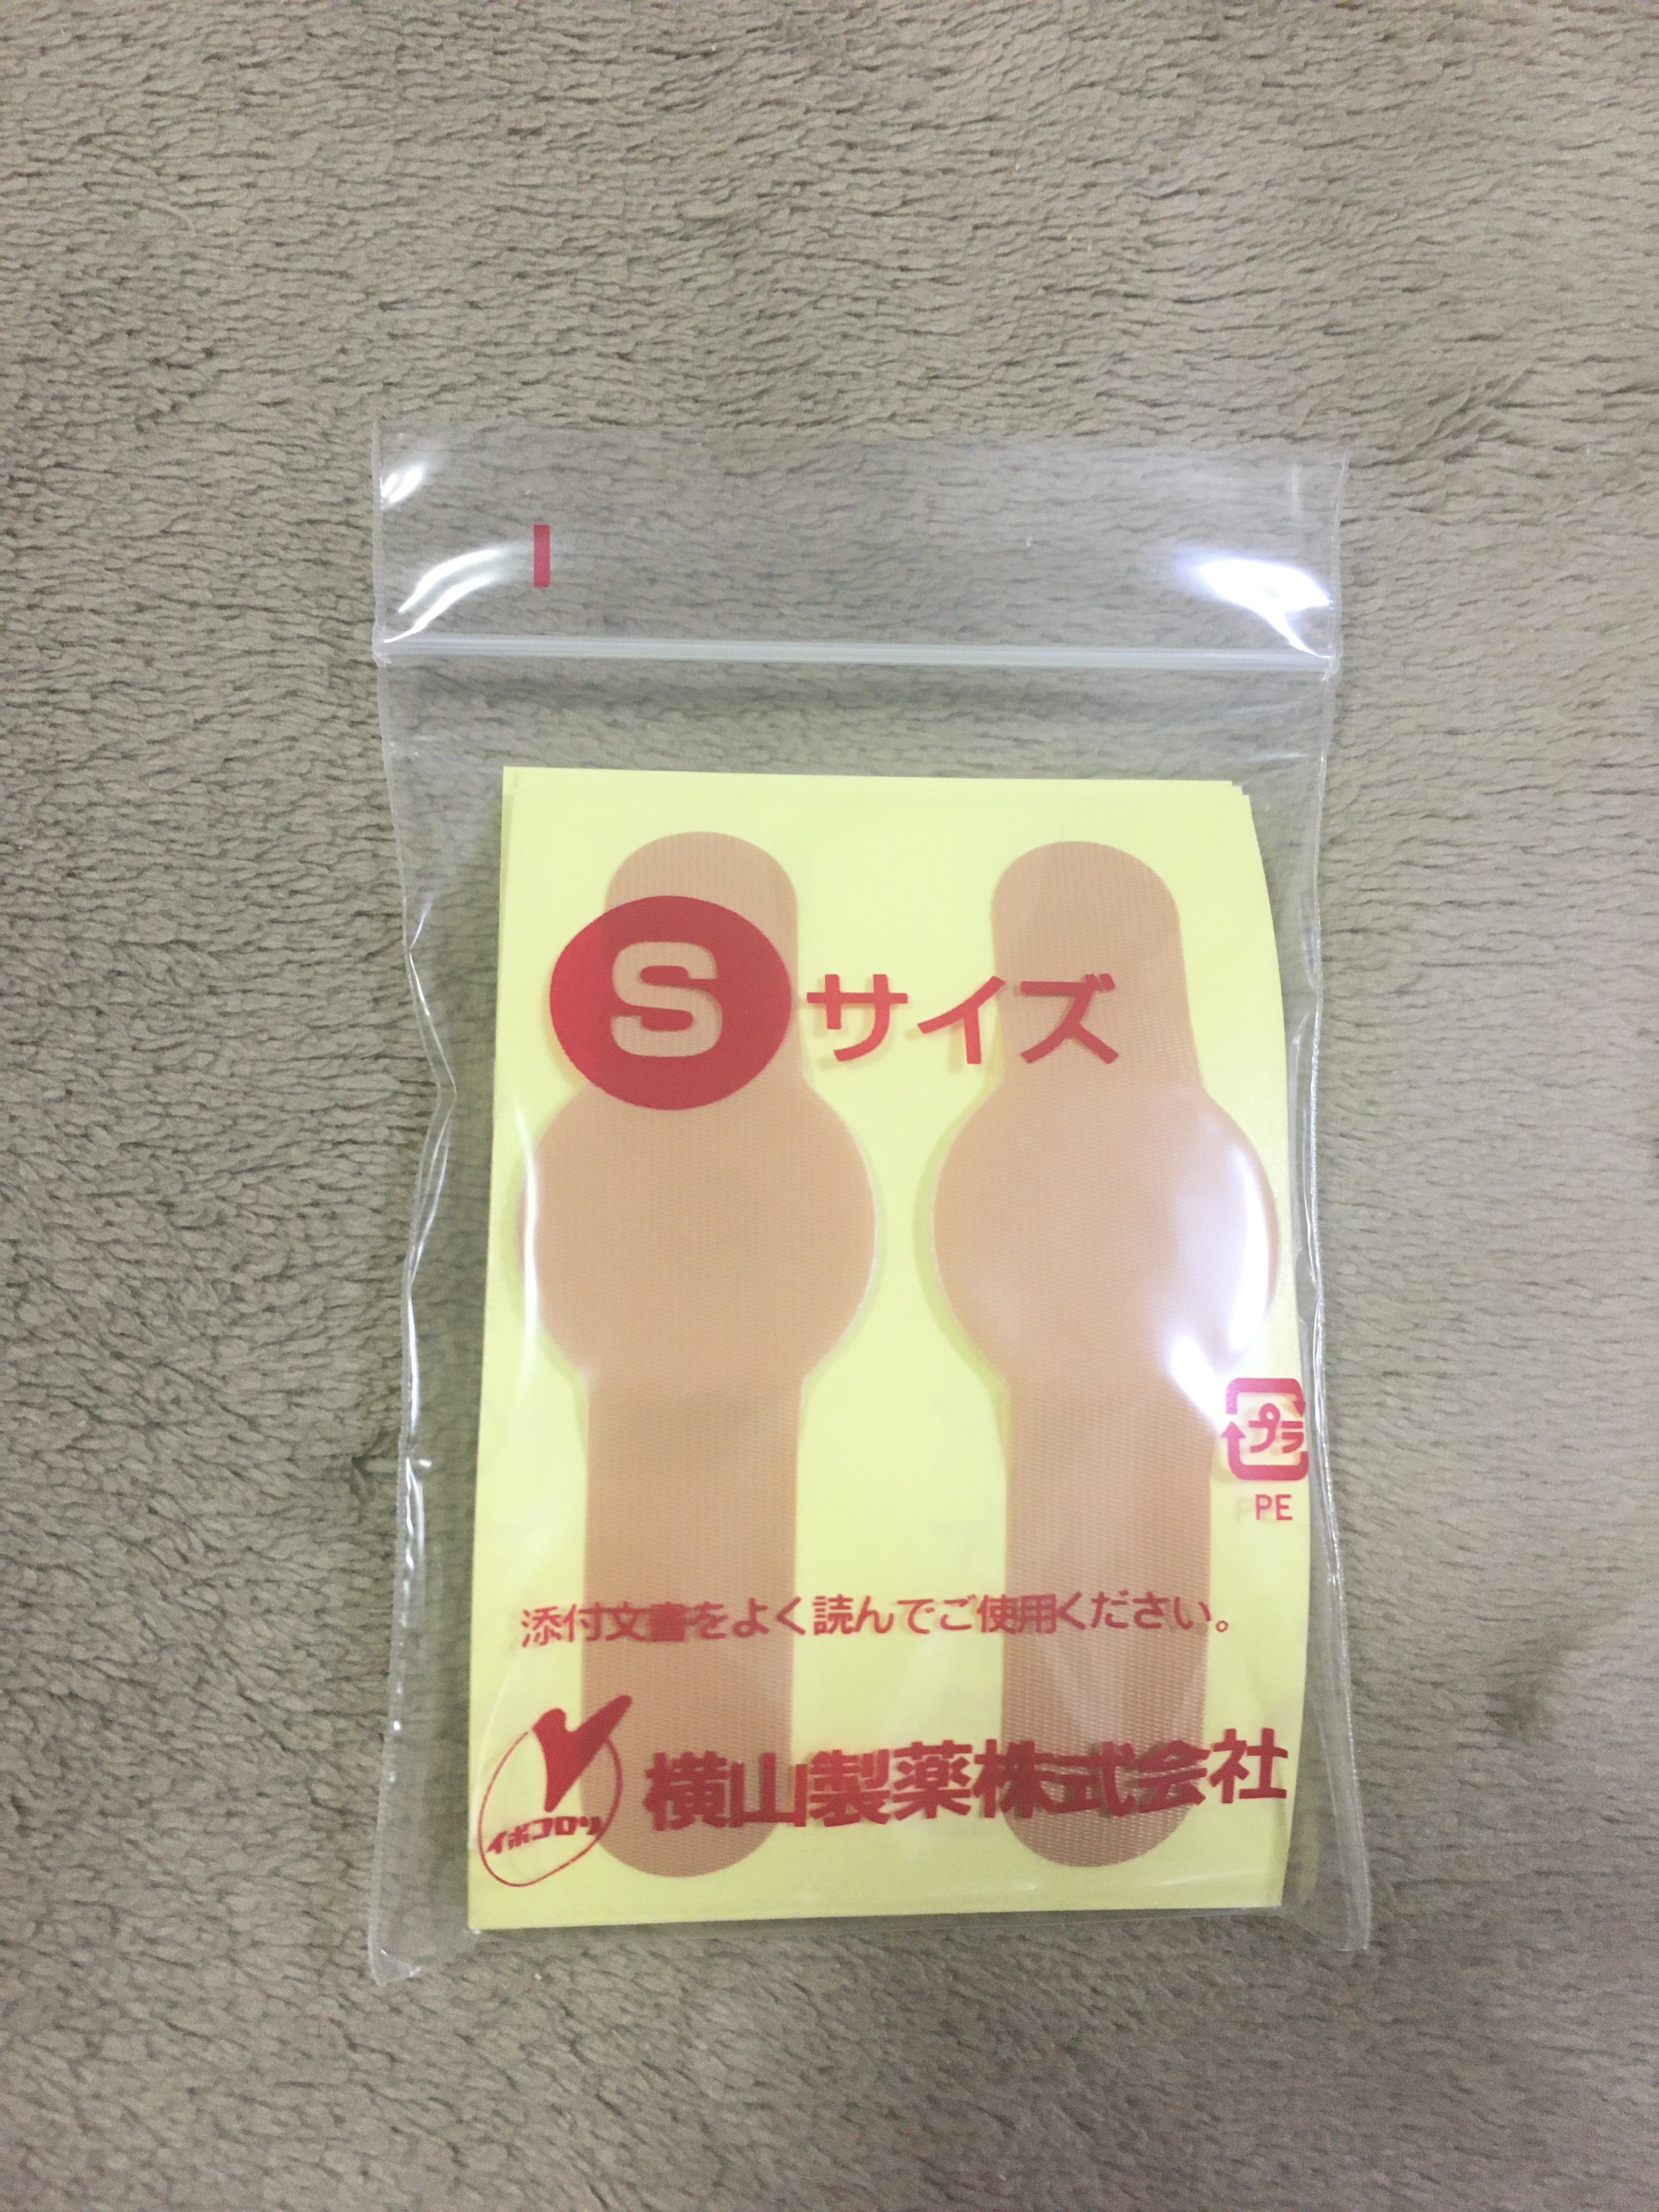 Sサイズ
プラ
PE
添付文書をよく読んでご使用ください。
イボコロリ
横山製薬株式会社